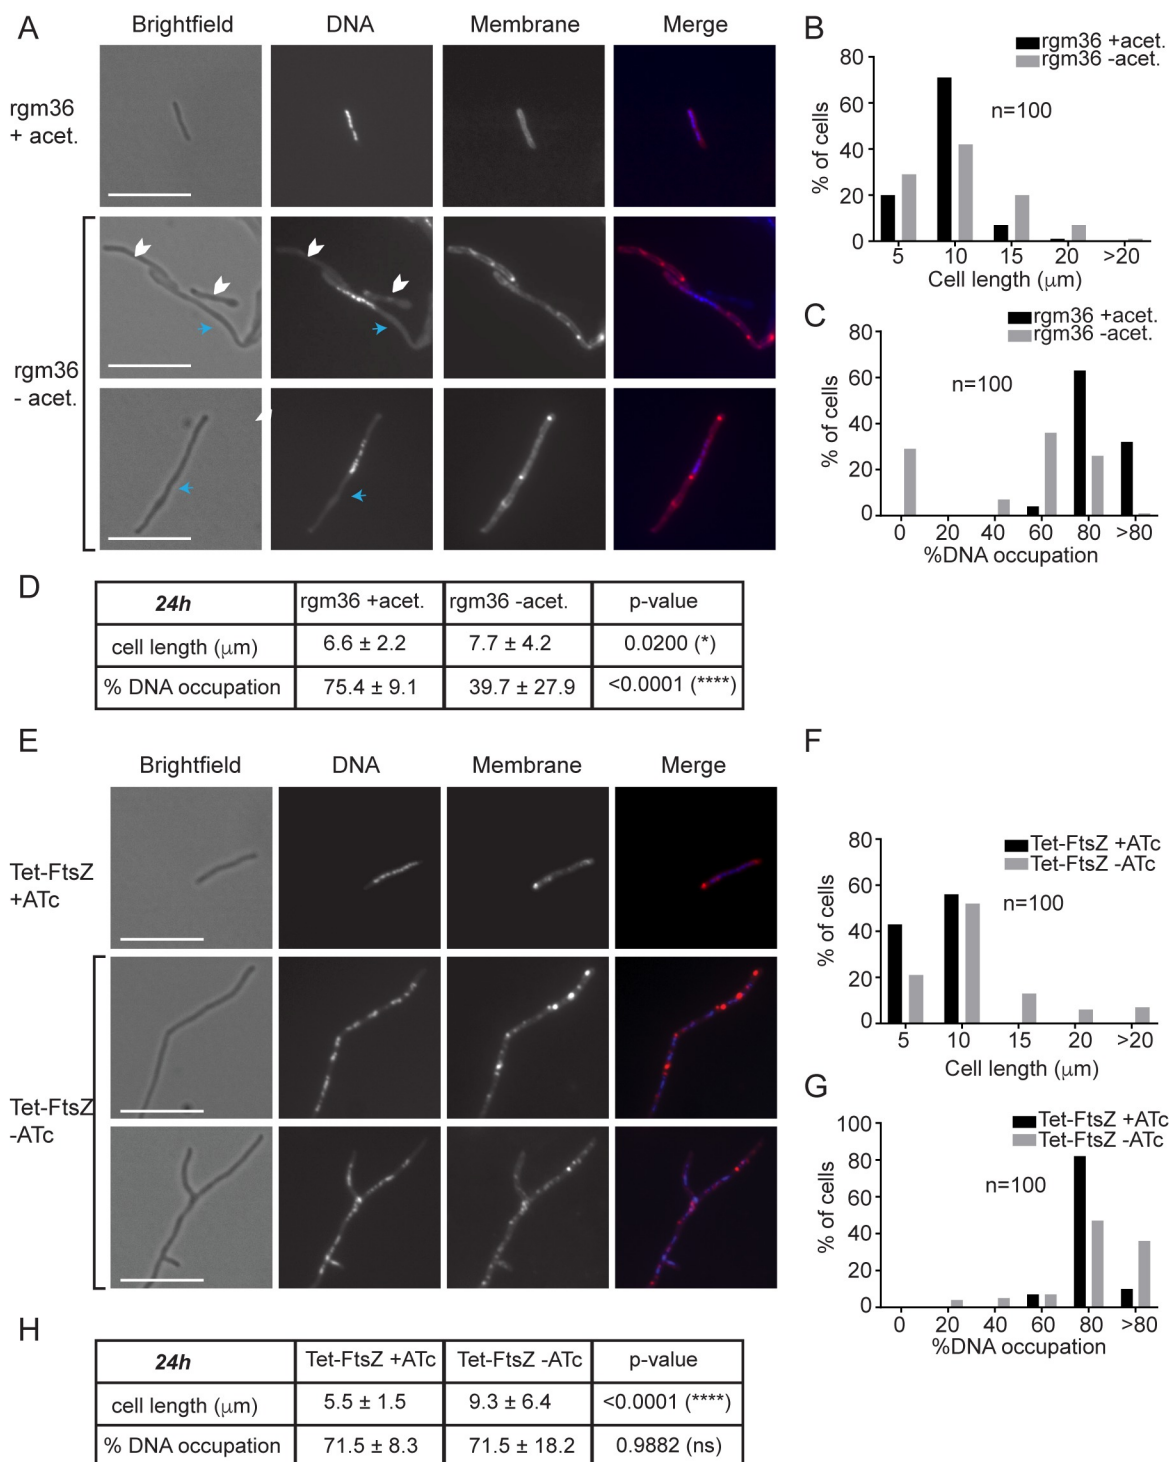 A
Brightfield DNA Membrane Merge
rgm36
+ acet.
rgm36
- acet.
B
rgm36 +acet.
rgm36 -acet.
n=100
% of cells
80
60
40
20
0
5 10 15 20 >20
Cell length (μm)
C
rgm36 +acet.
rgm36 -acet.
n=100
% of cells
80
60
40
20
0
0 20 40 60 80 >80
%DNA occupation
D
24h rgm36 +acet. rgm36 -acet. p-value
cell length (μm) 6.6 ± 2.2 7.7 ± 4.2 0.0200 (*)
% DNA occupation 75.4 ± 9.1 39.7 ± 27.9 <0.0001 (****)
E
Brightfield DNA Membrane Merge
Tet-FtsZ
+ATc
Tet-FtsZ
-ATc
F
Tet-FtsZ +ATc
Tet-FtsZ -ATc
n=100
% of cells
80
60
40
20
0
5 10 15 20 >20
Cell length (μm)
G
Tet-FtsZ +ATc
Tet-FtsZ -ATc
n=100
% of cells
100
80
60
40
20
0
0 20 40 60 80 >80
%DNA occupation
H
24h Tet-FtsZ +ATc Tet-FtsZ -ATc p-value
cell length (μm) 5.5 ± 1.5 9.3 ± 6.4 <0.0001 (****)
% DNA occupation 71.5 ± 8.3 71.5 ± 18.2 0.9882 (ns)